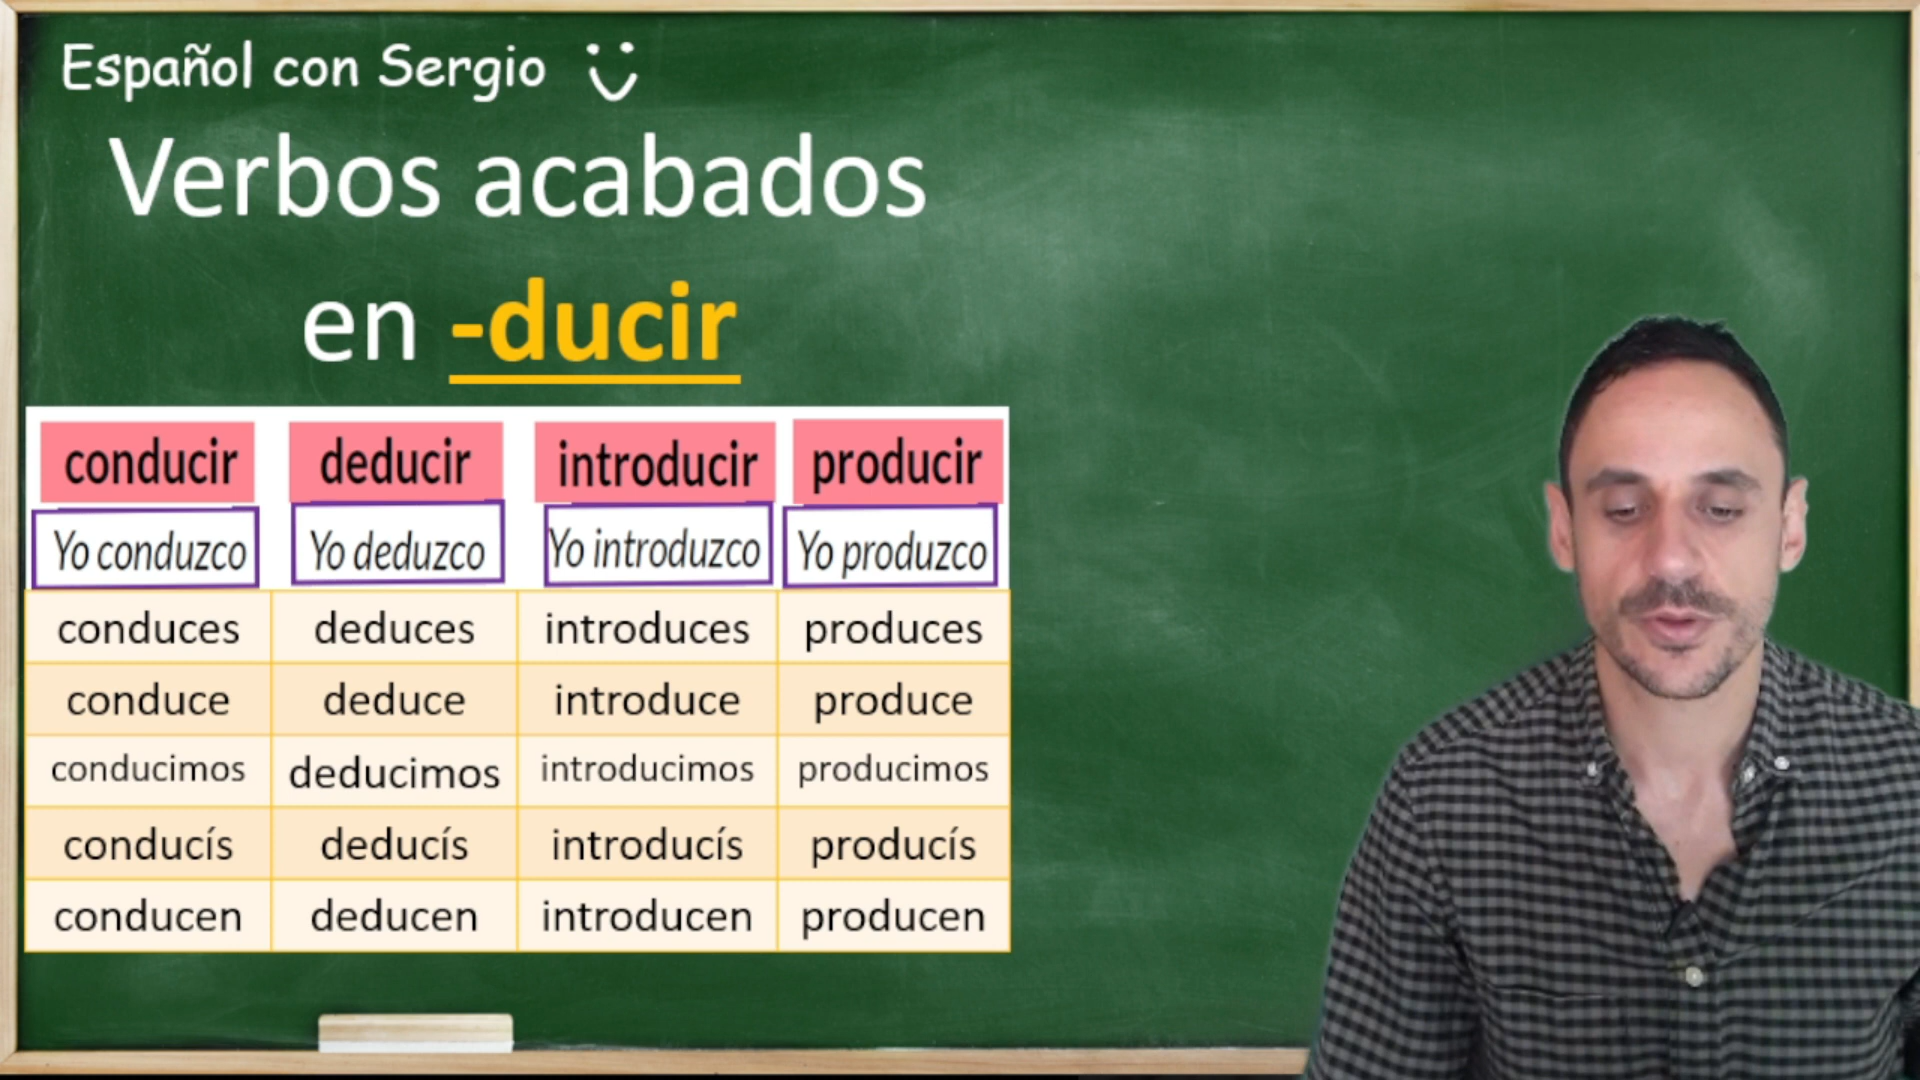 Español con Sergio
Verbos acabados
en -ducir
conducir deducir introducir producir
Yo conduzco Yo deduzco Yo introduzco Yo produzco
conduces deduces introduces produces
conduce deduce introduce produce
conducimos deducimos introducimos producimos
conducís deducís introducís producís
conducen deducen introducen producen